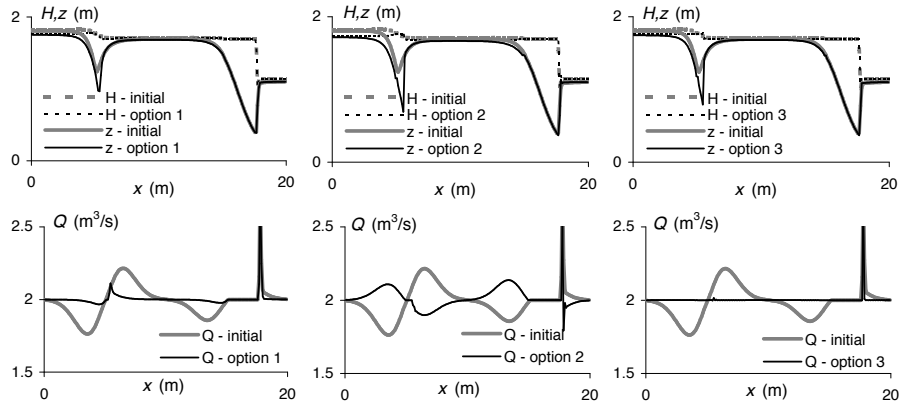 H,z (m)
2
H - initial
H - option 1
z - initial
z - option 1
0
0
20
x (m)
H,z (m)
2
H - initial
H - option 2
z - initial
z - option 2
0
0
20
x (m)
H,z (m)
2
H - initial
H - option 3
z - initial
z - option 3
0
0
20
x (m)
Q (m³/s)
2.5
2
Q - initial
Q - option 1
1.5
0
20
x (m)
Q (m³/s)
2.5
2
Q - initial
Q - option 2
1.5
0
20
x (m)
Q (m³/s)
2.5
2
Q - initial
Q - option 3
1.5
0
20
x (m)